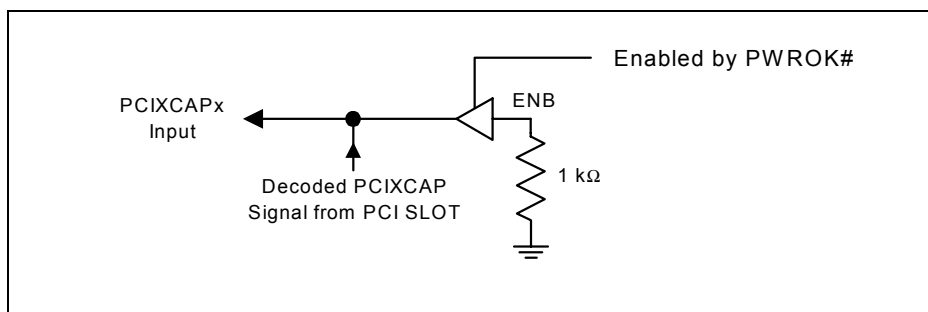 Enabled by PWROK#
ENB
PCIXCAPx
Input
1 kΩ
Decoded PCIXCAP
Signal from PCI SLOT